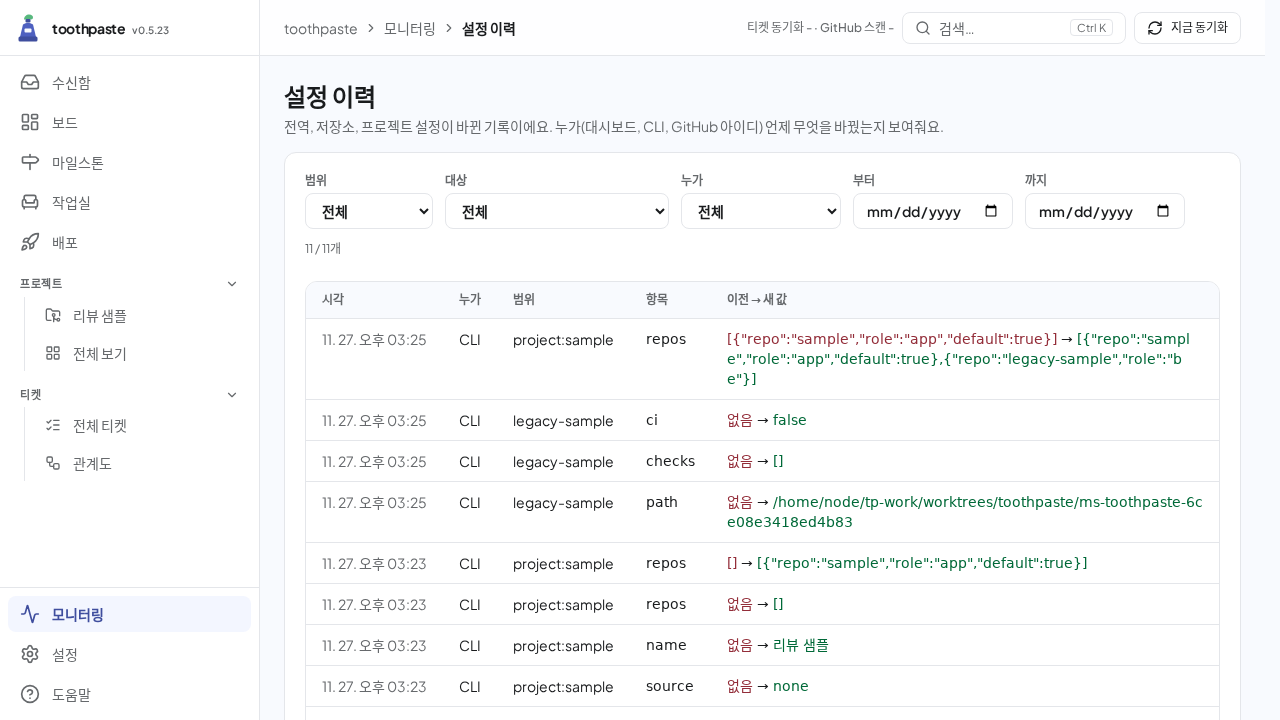 toothpaste v0.5.23
수신함
보드
마일스톤
작업실
배포
프로젝트
리뷰 샘플
전체 보기
티켓
전체 티켓
관계도
모니터링
설정
도움말
toothpaste > 모니터링 > 설정 이력
티켓 동기화 - · GitHub 스캔 -
검색...
Ctrl K
지금 동기화
설정 이력
전역, 저장소, 프로젝트 설정이 바뀐 기록이에요. 누가(대시보드, CLI, GitHub 아이디) 언제 무엇을 바꿨는지 보여줘요.
범위 대상 누가 부터 까지
전체 전체 전체 mm/dd/yyyy mm/dd/yyyy
11 / 11개
시각 누가 범위 항목 이전 → 새 값
11. 27. 오후 03:25 CLI project:sample repos [{"repo":"sample","role":"app","default":true}] → [{"repo":"sampl
e","role":"app","default":true},{"repo":"legacy-sample","role":"b
e"}]
11. 27. 오후 03:25 CLI legacy-sample ci 없음 → false
11. 27. 오후 03:25 CLI legacy-sample checks 없음 → []
11. 27. 오후 03:25 CLI legacy-sample path 없음 → /home/node/tp-work/worktrees/toothpaste/ms-toothpaste-6c
e08e3418ed4b83
11. 27. 오후 03:23 CLI project:sample repos [] → [{"repo":"sample","role":"app","default":true}]
11. 27. 오후 03:23 CLI project:sample repos 없음 → []
11. 27. 오후 03:23 CLI project:sample name 없음 → 리뷰 샘플
11. 27. 오후 03:23 CLI project:sample source 없음 → none